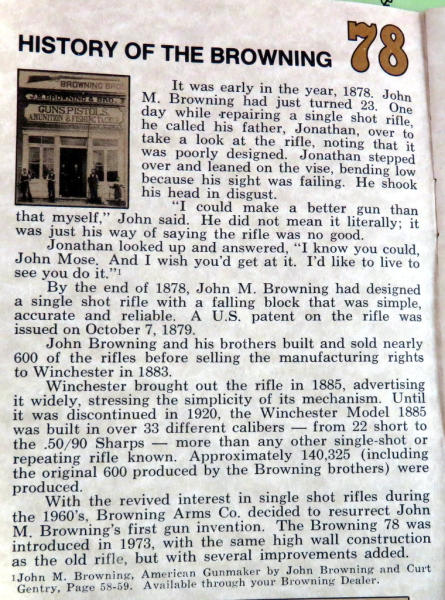 HISTORY OF THE BROWNING 78
BROWNING BROS
J.M. BROWNING & BRO.
GUNS PISTOLS
It was early in the year, 1878. John
M. Browning had just turned 23. One
day while repairing a single shot rifle,
he called his father, Jonathan, over to
take a look at the rifle, noting that it
was poorly designed. Jonathan stepped
over and leaned on the vise, bending low
because his sight was failing. He shook
his head in disgust.
"I could make a better gun than
that myself," John said. He did not mean it literally; it
was just his way of saying the rifle was no good.
Jonathan looked up and answered, "I know you could,
John Mose. And I wish you'd get at it. I'd like to live to
see you do it."1
By the end of 1878, John M. Browning had designed
a single shot rifle with a falling block that was simple,
accurate and reliable. A U.S. patent on the rifle was
issued on October 7, 1879.
John Browning and his brothers built and sold nearly
600 of the rifles before selling the manufacturing rights
to Winchester in 1883.
Winchester brought out the rifle in 1885, advertising
it widely, stressing the simplicity of its mechanism. Until
it was discontinued in 1920, the Winchester Model 1885
was built in over 33 different calibers — from 22 short to
the .50/90 Sharps — more than any other single-shot or
repeating rifle known. Approximately 140,325 (including
the original 600 produced by the Browning brothers) were
produced.
With the revived interest in single shot rifles during
the 1960's, Browning Arms Co. decided to resurrect John
M. Browning's first gun invention. The Browning 78 was
introduced in 1973, with the same high wall construction
as the old rifle, but with several improvements added.
1John M. Browning, American Gunmaker by John Browning and Curt
Gentry, Page 58-59. Available through your Browning Dealer.